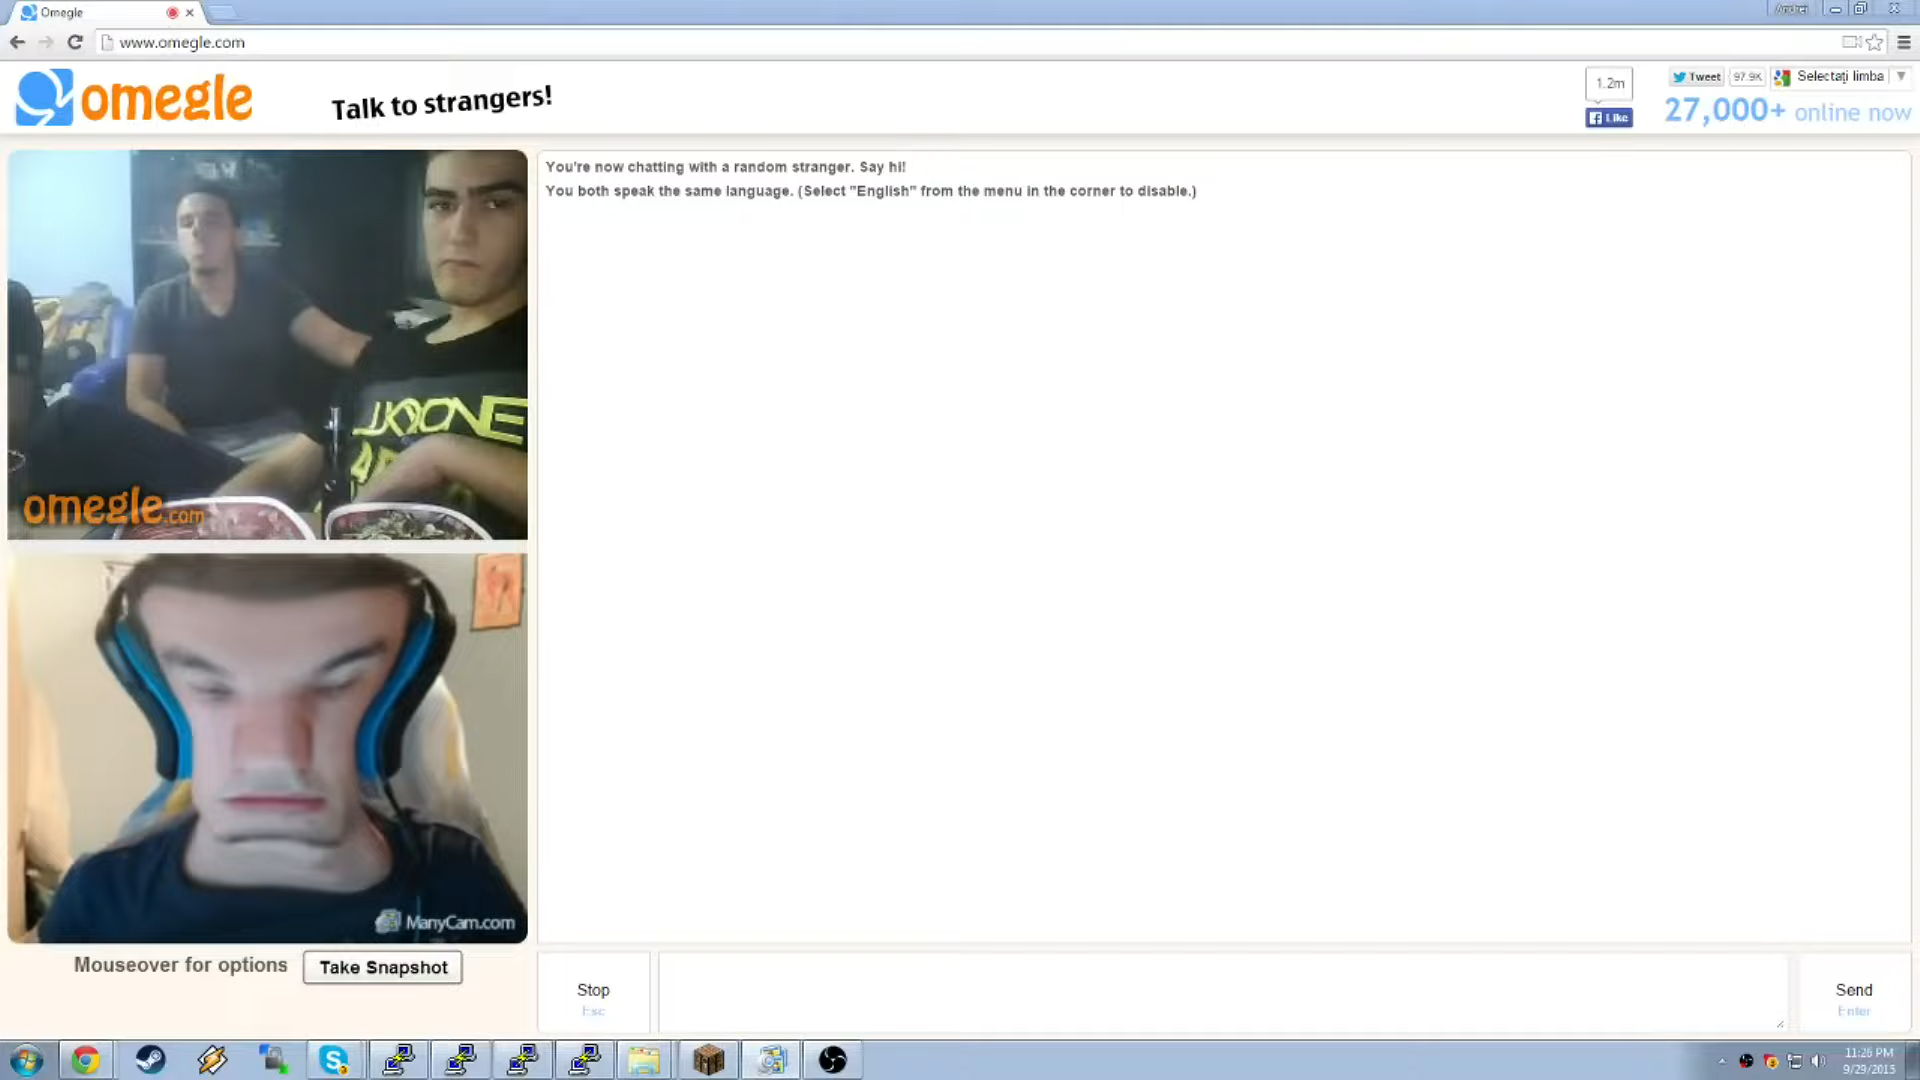 Omegle
Andrei
www.omegle.com
omegle
Talk to strangers!
1.2m
Like
Tweet
97.9K
Selectați limba
27,000+ online now
You're now chatting with a random stranger. Say hi!
You both speak the same language. (Select "English" from the menu in the corner to disable.)
omegle.com
ManyCam.com
Mouseover for options
Take Snapshot
Stop
Esc
Send
Enter
11:26 PM
9/29/2015